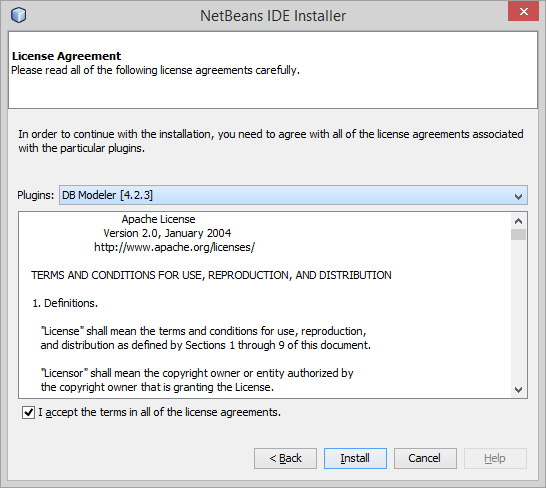 NetBeans IDE Installer
License Agreement
Please read all of the following license agreements carefully.
In order to continue with the installation, you need to agree with all of the license agreements associated
with the particular plugins.
Plugins: DB Modeler [4.2.3]
Apache License
Version 2.0, January 2004
http://www.apache.org/licenses/
TERMS AND CONDITIONS FOR USE, REPRODUCTION, AND DISTRIBUTION
1. Definitions.
"License" shall mean the terms and conditions for use, reproduction,
and distribution as defined by Sections 1 through 9 of this document.
"Licensor" shall mean the copyright owner or entity authorized by
the copyright owner that is granting the License.
I accept the terms in all of the license agreements.
< Back Install Cancel Help